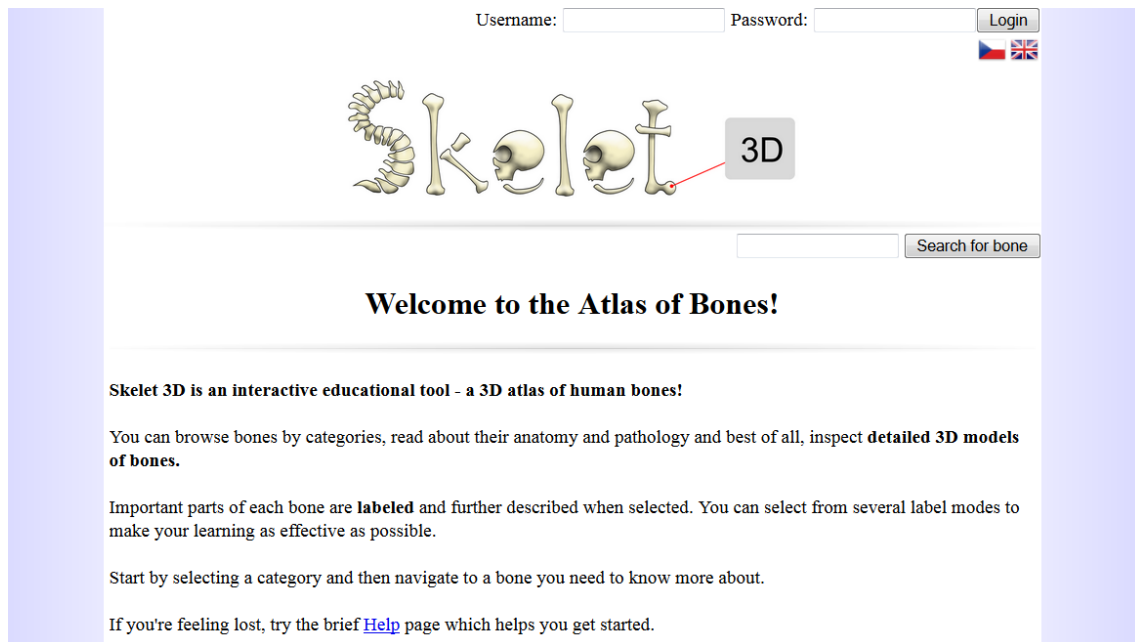 Username: Password: Login
Skelet
3D
Search for bone
Welcome to the Atlas of Bones!
Skelet 3D is an interactive educational tool - a 3D atlas of human bones!
You can browse bones by categories, read about their anatomy and pathology and best of all, inspect detailed 3D models
of bones.
Important parts of each bone are labeled and further described when selected. You can select from several label modes to
make your learning as effective as possible.
Start by selecting a category and then navigate to a bone you need to know more about.
If you're feeling lost, try the brief Help page which helps you get started.